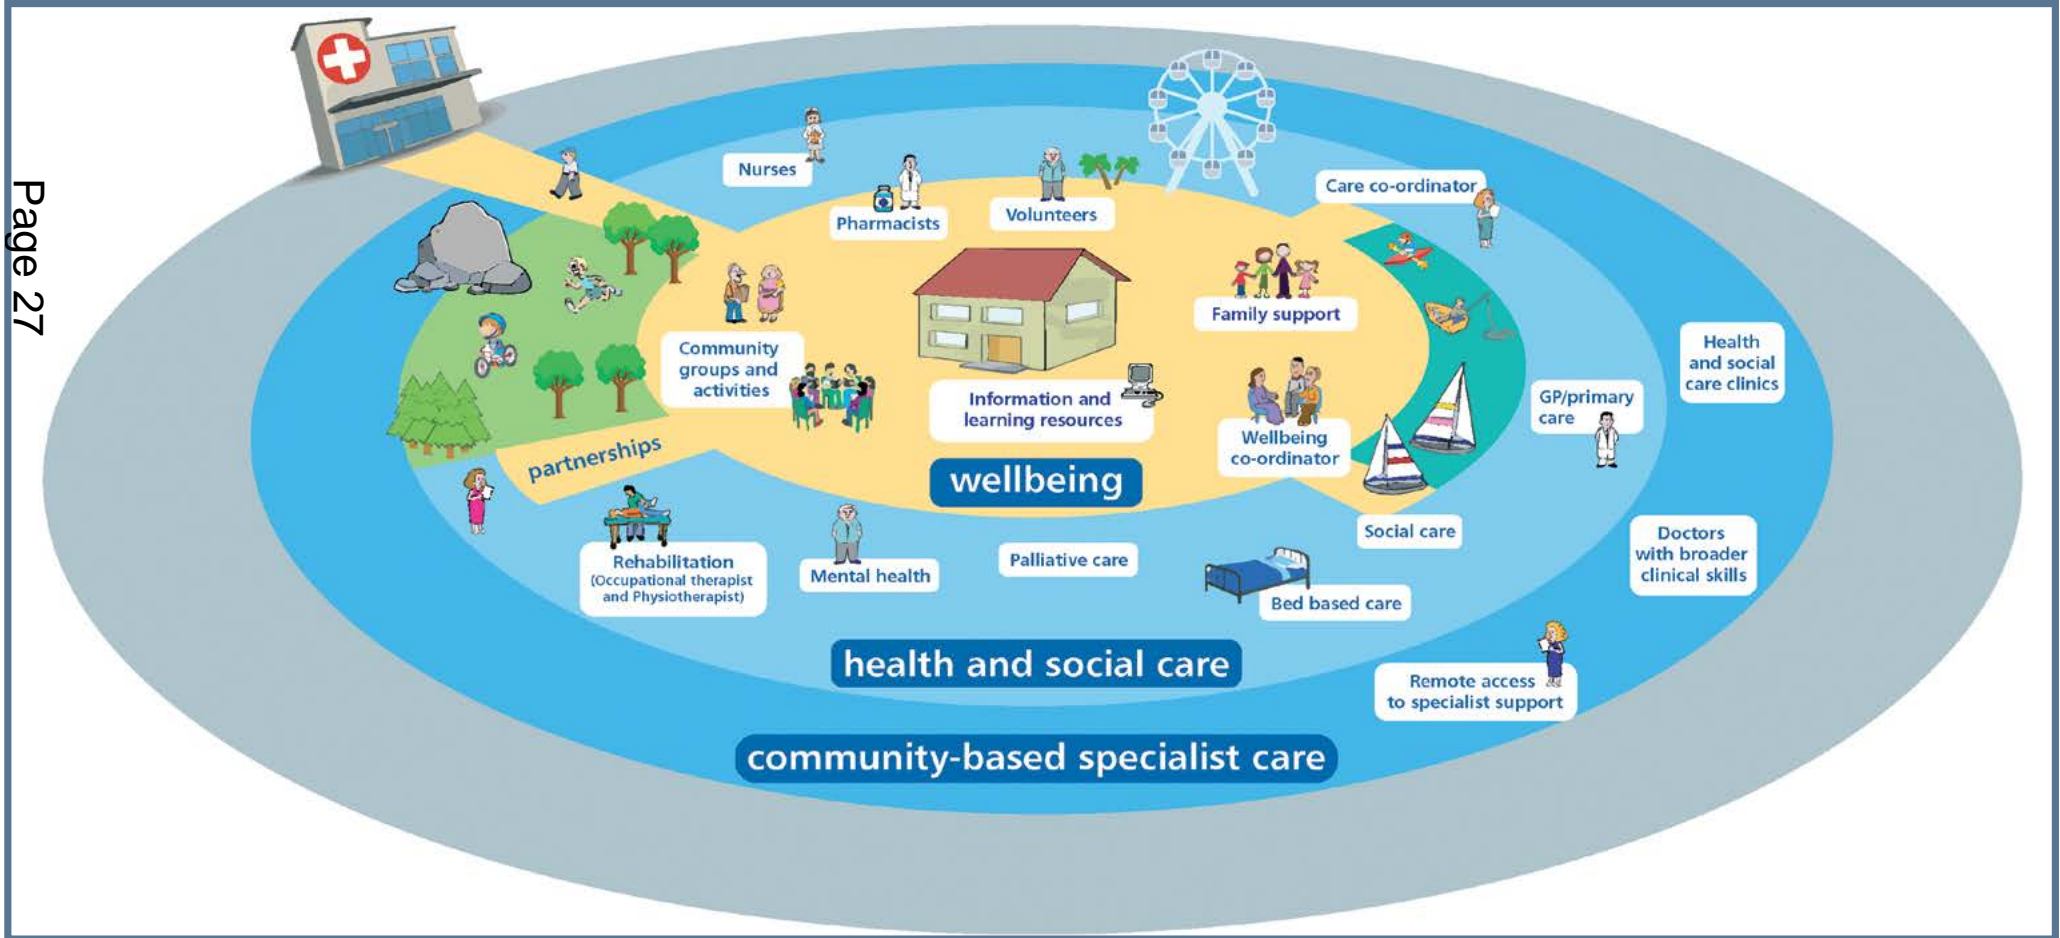 Page 27
Nurses
Pharmacists
Volunteers
Care co-ordinator
Community
groups and
activities
Information and
learning resources
Family support
Wellbeing
co-ordinator
wellbeing
partnerships
GP/primary
care
Health
and social
care clinics
Rehabilitation
(Occupational therapist
and Physiotherapist)
Mental health
Palliative care
Bed based care
Social care
Doctors
with broader
clinical skills
health and social care
Remote access
to specialist support
community-based specialist care